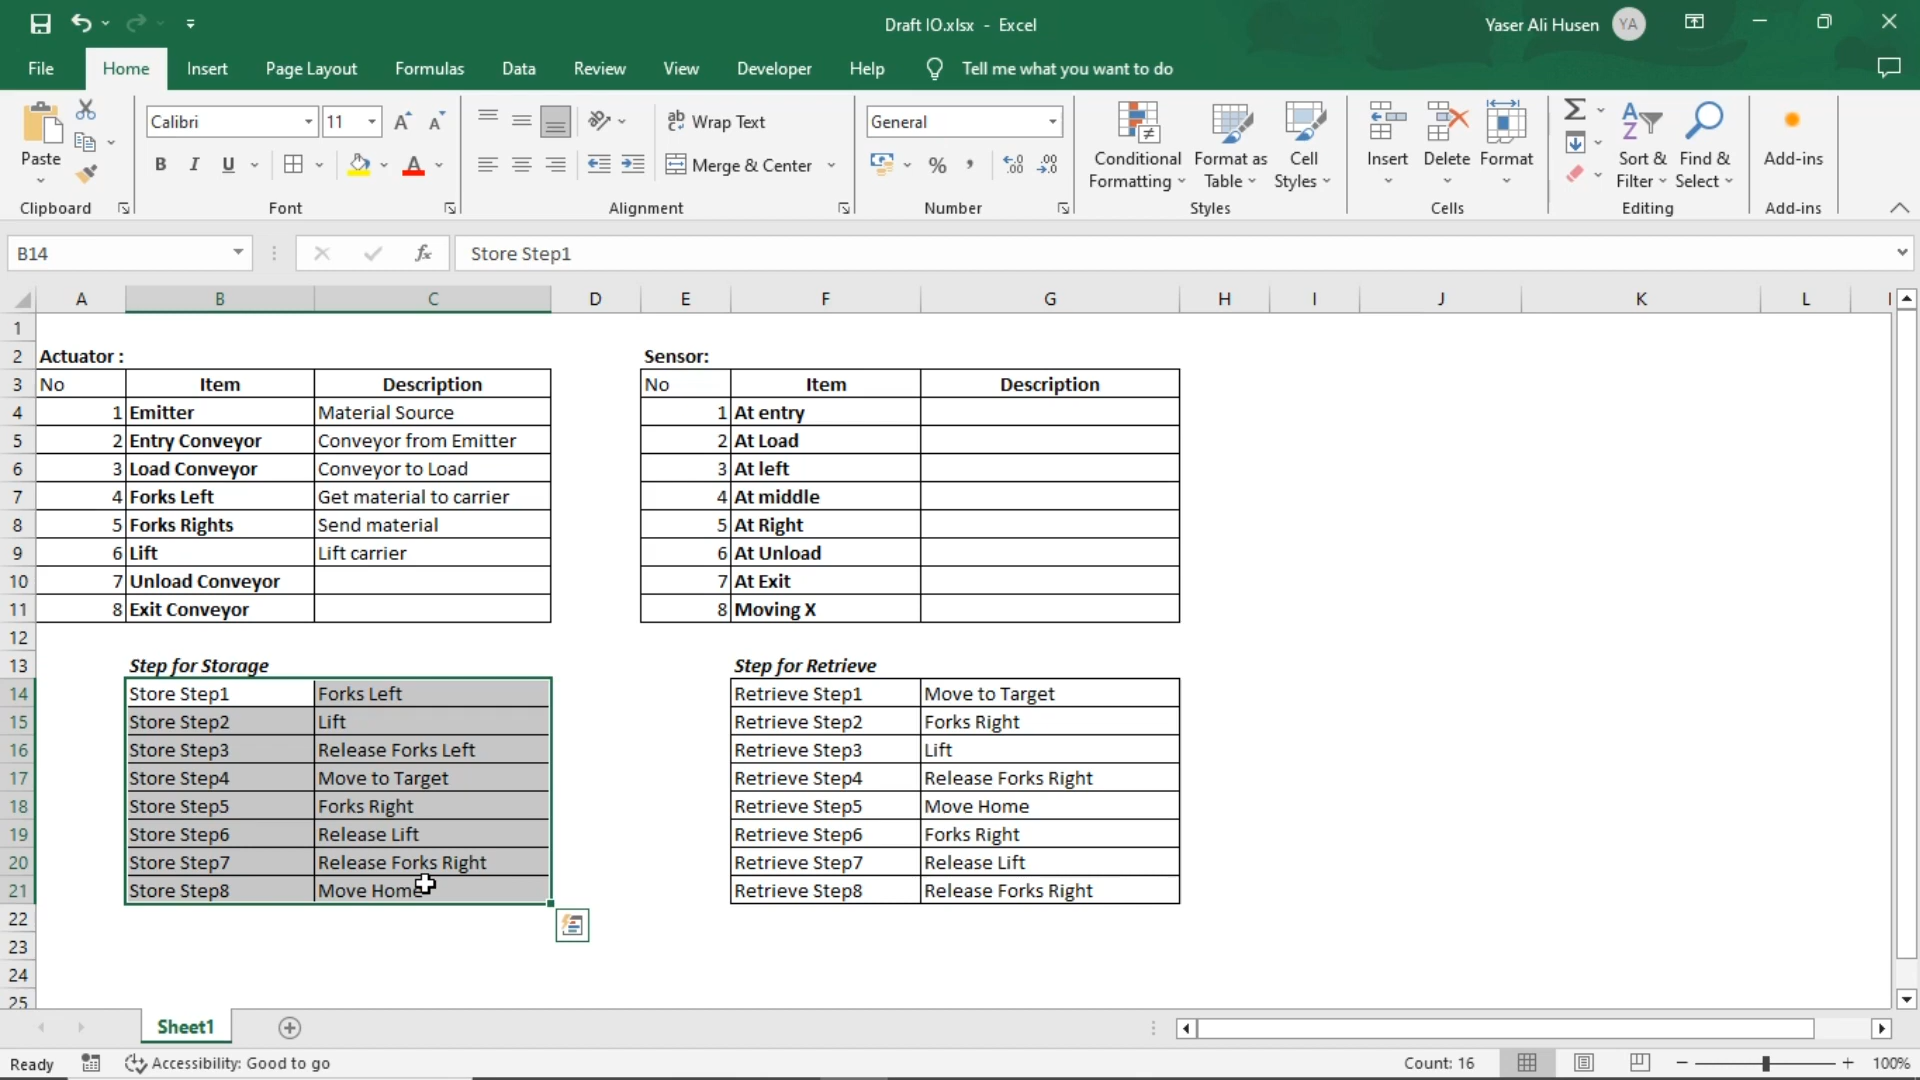 Draft IO.xlsx - Excel
Yaser Ali Husen YA
File Home Insert Page Layout Formulas Data Review View Developer Help Tell me what you want to do
Paste
Clipboard
Calibri 11
B I U A
Font
ab Wrap Text
Merge & Center
Alignment
General
% ,
Number
Conditional Formatting
Format as Table
Cell Styles
Styles
Insert
Delete
Format
Cells
Sort & Filter
Find & Select
Editing
Add-ins
Add-ins
B14 fx Store Step1
A B C D E F G H I J K L
1
2 Actuator : Sensor:
3 No Item Description No Item Description
4 1 Emitter Material Source 1 At entry
5 2 Entry Conveyor Conveyor from Emitter 2 At Load
6 3 Load Conveyor Conveyor to Load 3 At left
7 4 Forks Left Get material to carrier 4 At middle
8 5 Forks Rights Send material 5 At Right
9 6 Lift Lift carrier 6 At Unload
10 7 Unload Conveyor 7 At Exit
11 8 Exit Conveyor 8 Moving X
12
13 Step for Storage Step for Retrieve
14 Store Step1 Forks Left Retrieve Step1 Move to Target
15 Store Step2 Lift Retrieve Step2 Forks Right
16 Store Step3 Release Forks Left Retrieve Step3 Lift
17 Store Step4 Move to Target Retrieve Step4 Release Forks Right
18 Store Step5 Forks Right Retrieve Step5 Move Home
19 Store Step6 Release Lift Retrieve Step6 Forks Right
20 Store Step7 Release Forks Right Retrieve Step7 Release Lift
21 Store Step8 Move Home Retrieve Step8 Release Forks Right
22
23
24
25
Sheet1
Ready Accessibility: Good to go Count: 16 100%